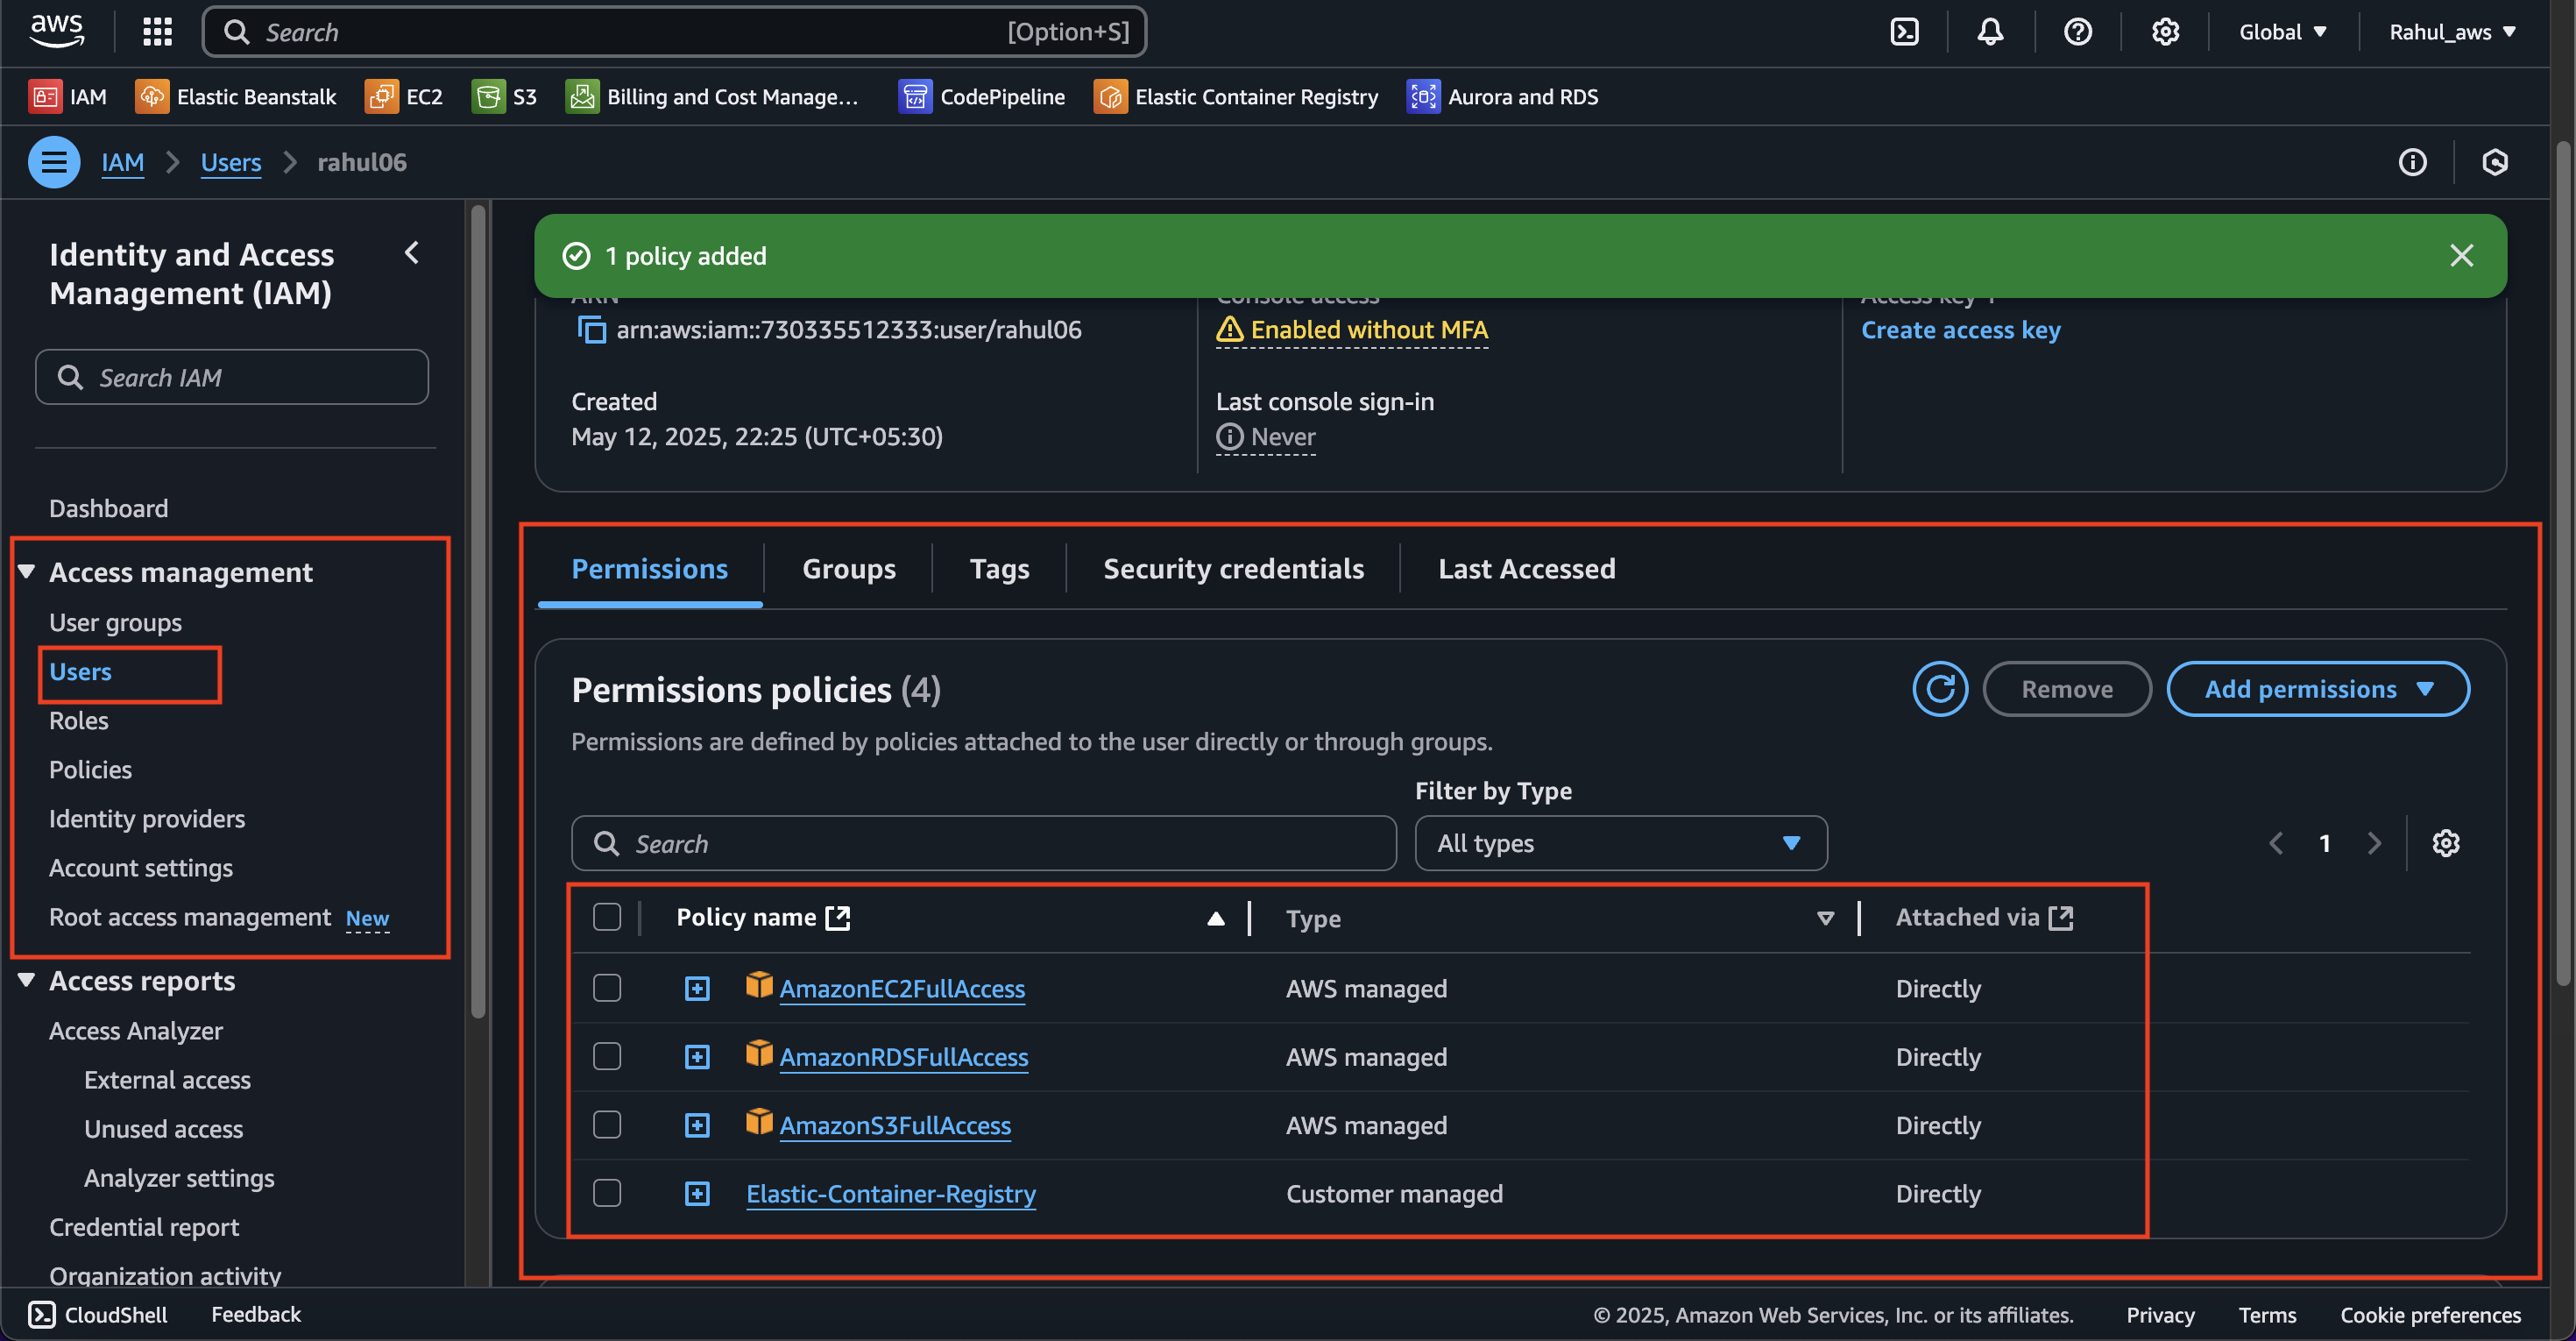 aws
Search
[Option+S]
Global
Rahul_aws
IAM
Elastic Beanstalk
EC2
S3
Billing and Cost Manage...
CodePipeline
Elastic Container Registry
Aurora and RDS
IAM
Users
rahul06
Identity and Access
Management (IAM)
Search IAM
Dashboard
Access management
User groups
Users
Roles
Policies
Identity providers
Account settings
Root access management New
Access reports
Access Analyzer
External access
Unused access
Analyzer settings
Credential report
Organization activity
1 policy added
ARN
arn:aws:iam::730335512333:user/rahul06
Console access
Enabled without MFA
Access key 1
Create access key
Created
May 12, 2025, 22:25 (UTC+05:30)
Last console sign-in
Never
Permissions
Groups
Tags
Security credentials
Last Accessed
Permissions policies (4)
Remove
Add permissions
Permissions are defined by policies attached to the user directly or through groups.
Filter by Type
Search
All types
1
Policy name
Type
Attached via
AmazonEC2FullAccess
AWS managed
Directly
AmazonRDSFullAccess
AWS managed
Directly
AmazonS3FullAccess
AWS managed
Directly
Elastic-Container-Registry
Customer managed
Directly
CloudShell
Feedback
© 2025, Amazon Web Services, Inc. or its affiliates.
Privacy
Terms
Cookie preferences